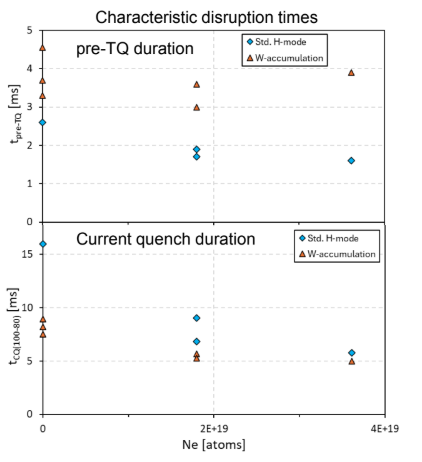 Characteristic disruption times
pre-TQ duration
Std. H-mode
W-accumulation
5
4
3
2
1
0
t_pre-TQ [ms]
Current quench duration
Std. H-mode
W-accumulation
15
10
5
0
t_CQ(100-80) [ms]
0
2E+19
4E+19
Ne [atoms]